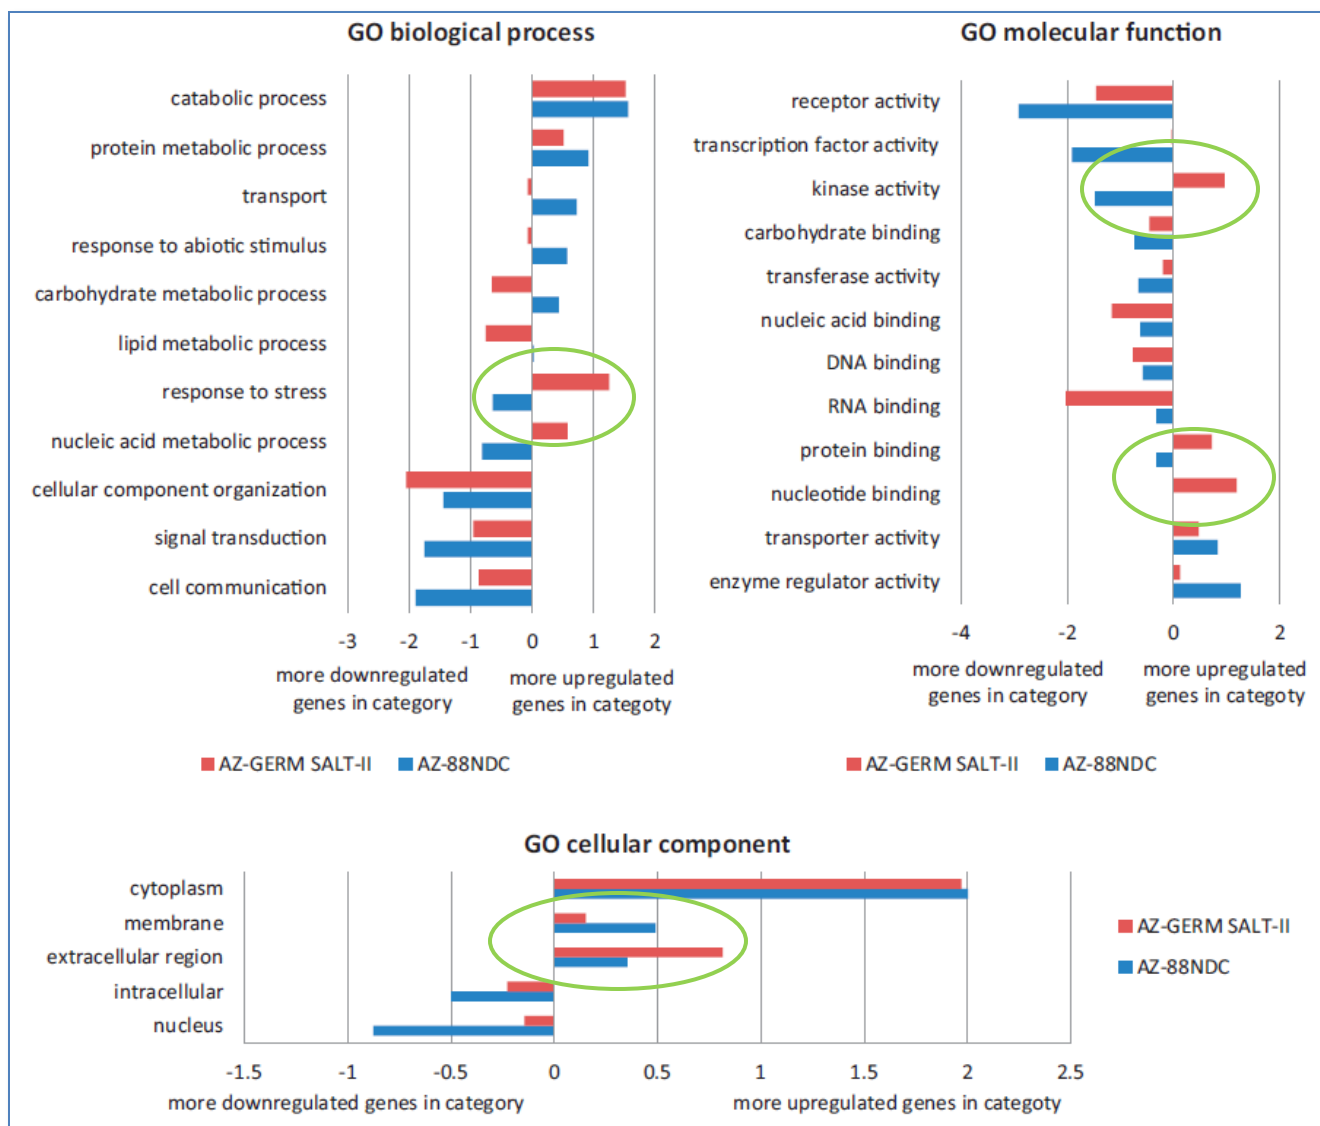 GO biological process
catabolic process
protein metabolic process
transport
response to abiotic stimulus
carbohydrate metabolic process
lipid metabolic process
response to stress
nucleic acid metabolic process
cellular component organization
signal transduction
cell communication
-3 -2 -1 0 1 2
more downregulated
genes in category
more upregulated
genes in categoty
AZ-GERM SALT-II AZ-88NDC
GO molecular function
receptor activity
transcription factor activity
kinase activity
carbohydrate binding
transferase activity
nucleic acid binding
DNA binding
RNA binding
protein binding
nucleotide binding
transporter activity
enzyme regulator activity
-4 -2 0 2
more downregulated
genes in category
more upregulated
genes in categoty
AZ-GERM SALT-II AZ-88NDC
GO cellular component
cytoplasm
membrane
extracellular region
intracellular
nucleus
-1.5 -1 -0.5 0 0.5 1 1.5 2 2.5
more downregulated genes in category more upregulated genes in categoty
AZ-GERM SALT-II
AZ-88NDC